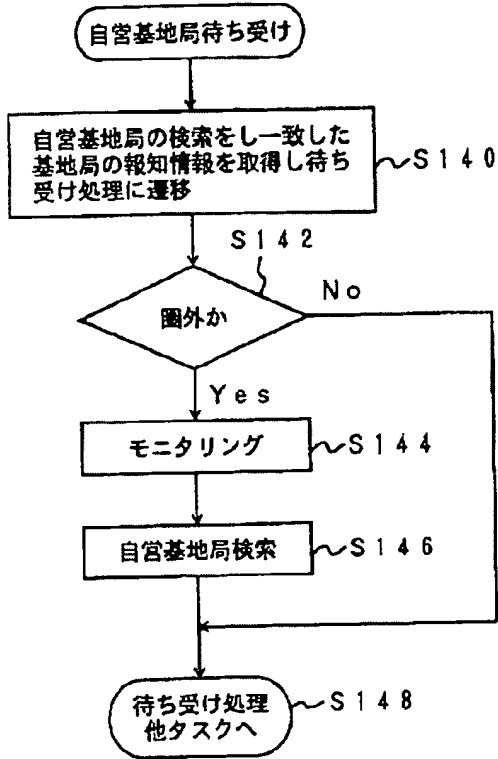 自営基地局待ち受け
自営基地局の検索をし一致した
基地局の報知情報を取得し待ち
受け処理に遷移
S140
S142
圏外か
No
Yes
モニタリング
S144
自営基地局検索
S146
待ち受け処理
他タスクへ
S148